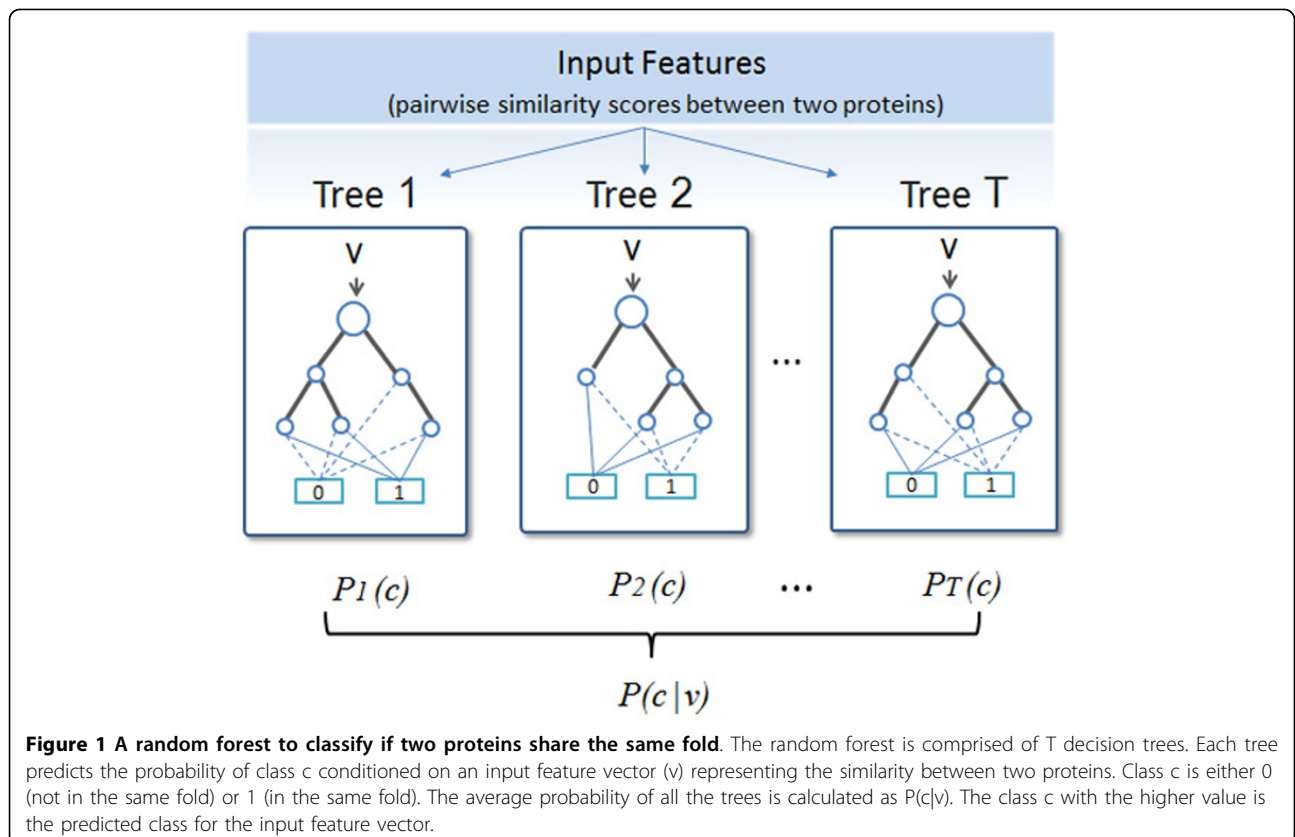 Input Features
(pairwise similarity scores between two proteins)
Tree 1 Tree 2 Tree T
V V V
...
0 1 0 1 0 1
P1(c) P2(c) ... PT(c)
P(c|v)
Figure 1 A random forest to classify if two proteins share the same fold. The random forest is comprised of T decision trees. Each tree
predicts the probability of class c conditioned on an input feature vector (v) representing the similarity between two proteins. Class c is either 0
(not in the same fold) or 1 (in the same fold). The average probability of all the trees is calculated as P(c|v). The class c with the higher value is
the predicted class for the input feature vector.